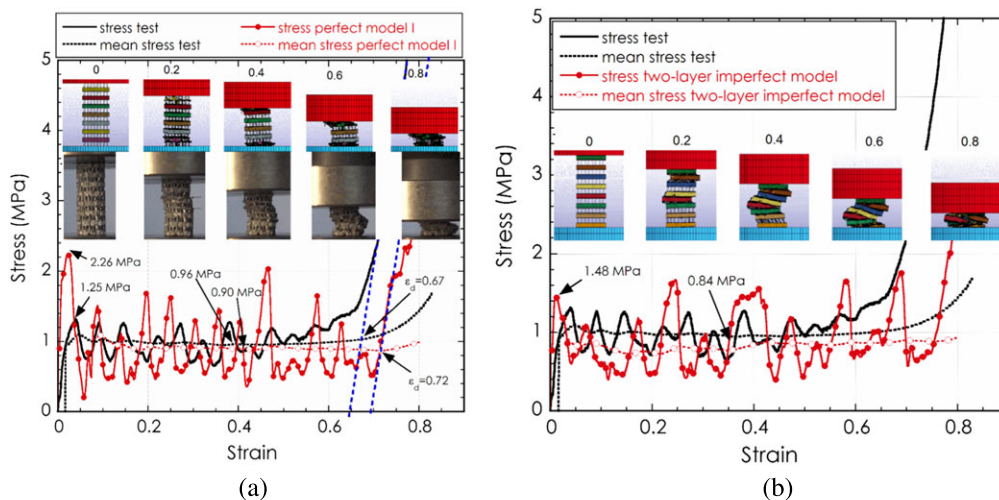 (a)
stress test
stress perfect model I
mean stress test
mean stress perfect model I
5
0
0.2
0.4
0.6
0.8
4
3
2
1
0
Stress (MPa)
2.26 MPa
1.25 MPa
0.96 MPa
0.90 MPa
εd=0.67
εd=0.72
0
0.2
0.4
0.6
0.8
Strain
(a)
(b)
stress test
mean stress test
stress two-layer imperfect model
mean stress two-layer imperfect model
5
4
3
2
1
0
Stress (MPa)
0
0.2
0.4
0.6
0.8
1.48 MPa
0.84 MPa
0
0.2
0.4
0.6
0.8
Strain
(b)